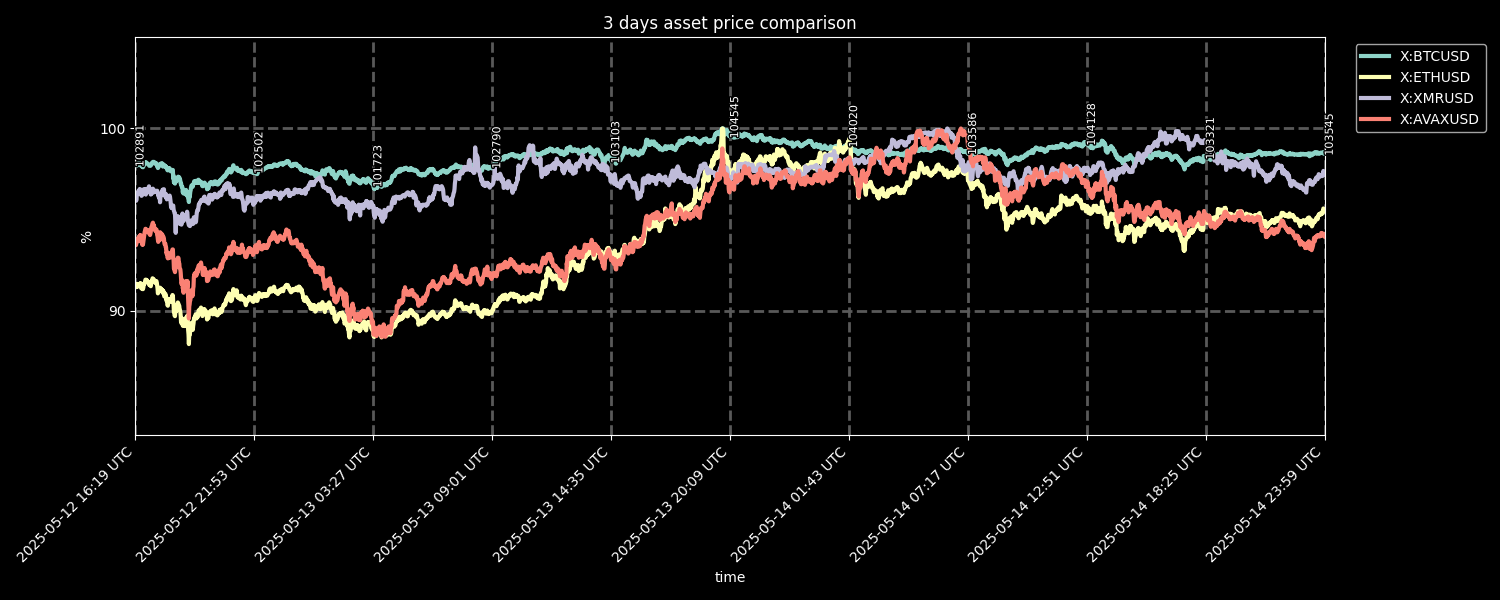 3 days asset price comparison
X:BTCUSD
X:ETHUSD
X:XMRUSD
X:AVAXUSD
100
90
%
102891
102502
101723
102790
103103
104545
104020
103586
104128
103321
103545
2025-05-12 16:19 UTC
2025-05-12 21:53 UTC
2025-05-13 03:27 UTC
2025-05-13 09:01 UTC
2025-05-13 14:35 UTC
2025-05-13 20:09 UTC
2025-05-14 01:43 UTC
2025-05-14 07:17 UTC
2025-05-14 12:51 UTC
2025-05-14 18:25 UTC
2025-05-14 23:59 UTC
time